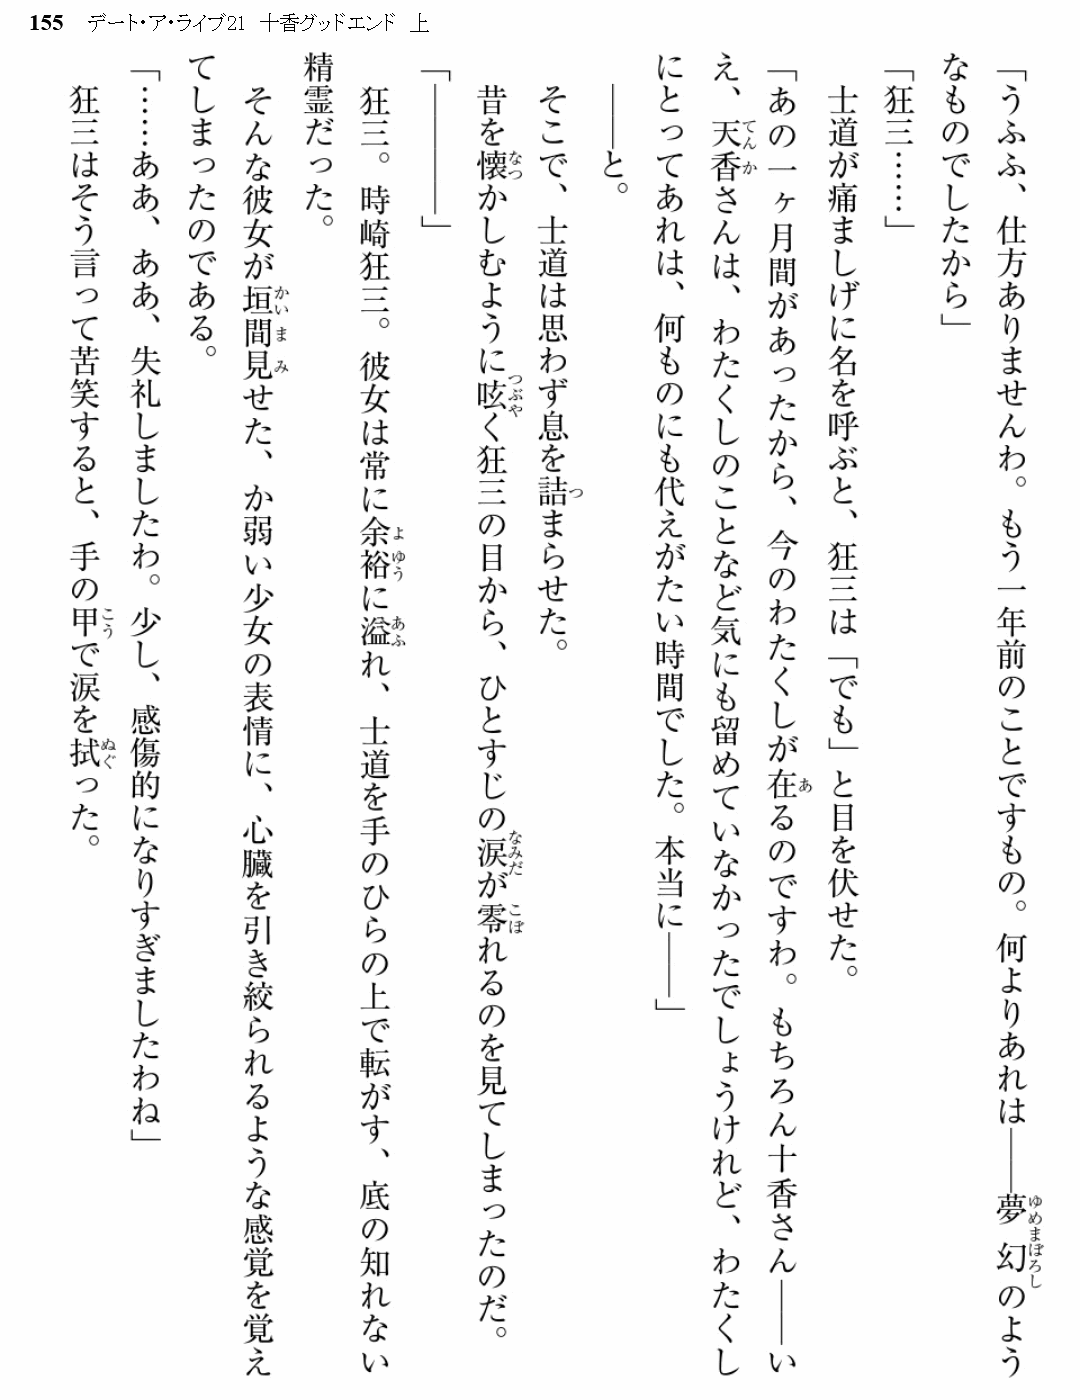 155 デート・ア・ライブ21 十香グッドエンド 上
「うふふ、仕方ありませんわ。もう一年前のことですもの。何よりあれは――夢幻のよう
なものでしたから」
「狂三……」
士道が痛ましげに名を呼ぶと、狂三は「でも」と目を伏せた。
「あの一ヶ月間があったから、今のわたくしが在るのですわ。もちろん十香さん――い
え、天香さんは、わたくしのことなど気にも留めていなかったでしょうけれど、わたくし
にとってあれは、何ものにも代えがたい時間でした。本当に――」
――と。
そこで、士道は思わず息を詰まらせた。
昔を懐かしむように呟く狂三の目から、ひとすじの涙が零れるのを見てしまったのだ。
「――――」
狂三。時崎狂三。彼女は常に余裕に溢れ、士道を手のひらの上で転がす、底の知れない
精霊だった。
そんな彼女が垣間見せた、か弱い少女の表情に、心臓を引き絞られるような感覚を覚え
てしまったのである。
「……ああ、ああ、失礼しましたわ。少し、感傷的になりすぎましたわね」
狂三はそう言って苦笑すると、手の甲で涙を拭った。